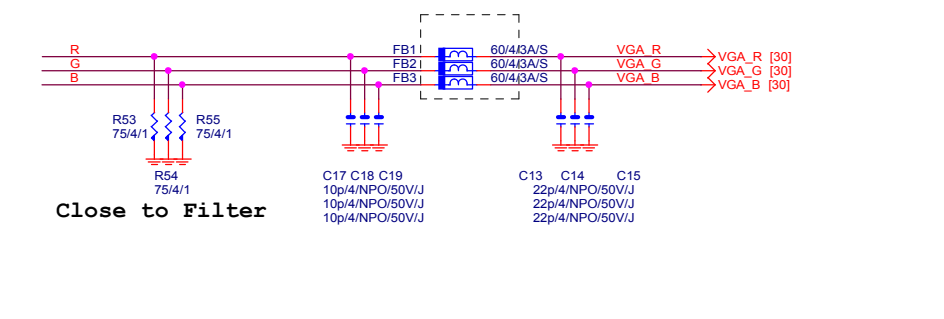 R FB1 60/4/3A/S VGA_R VGA_R [30]
G FB2 60/4/3A/S VGA_G VGA_G [30]
B FB3 60/4/3A/S VGA_B VGA_B [30]
R53 R55
75/4/1 75/4/1
R54 C17 C18 C19 C13 C14 C15
75/4/1 10p/4/NPO/50V/J 22p/4/NPO/50V/J
10p/4/NPO/50V/J 22p/4/NPO/50V/J
Close to Filter 10p/4/NPO/50V/J 22p/4/NPO/50V/J